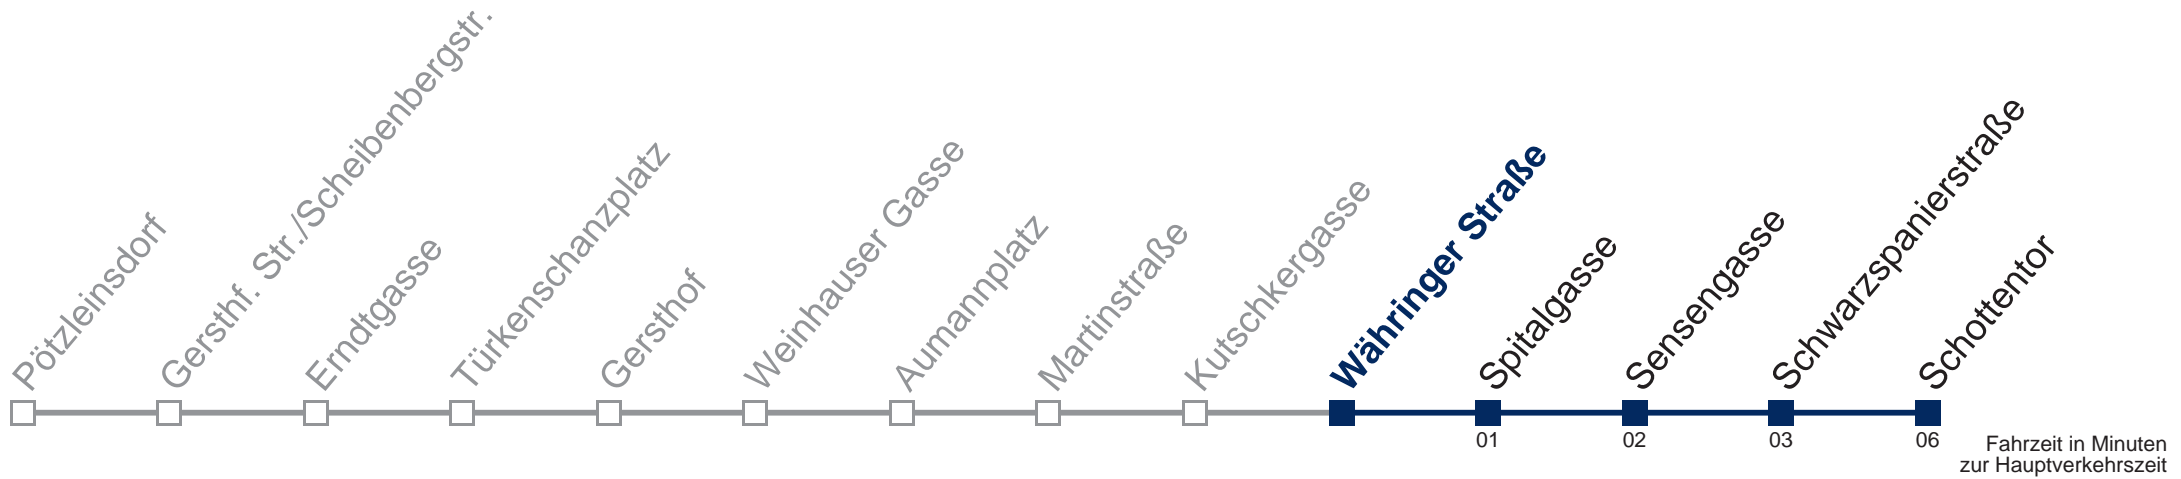 Pötzleinsdorf
Gersthf. Str./Scheibenbergstr.
Erndtgasse
Türkenschanzplatz
Gersthof
Weinhauser Gasse
Aumannplatz
Martinstraße
Kutschkergasse
Währinger Straße
Spitalgasse
Sensengasse
Schwarzspanierstraße
Schottentor
01
02
03
06
Fahrzeit in Minuten
zur Hauptverkehrszeit